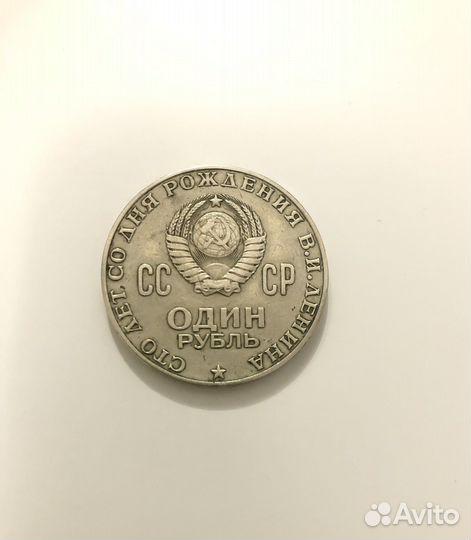 СТО ЛЕТ СО ДНЯ РОЖДЕНИЯ В.И.ЛЕНИНА
СС СР
ОДИН
РУБЛЬ
Avito